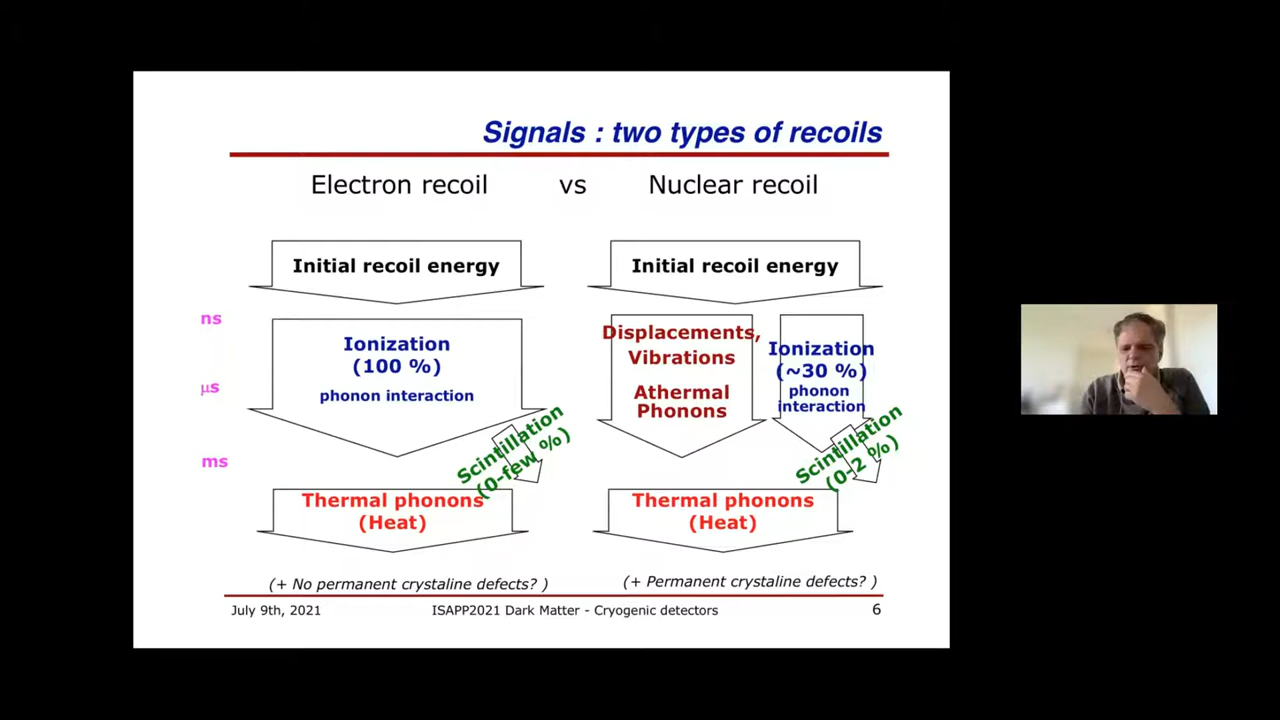 Signals : two types of recoils
Electron recoil vs Nuclear recoil
Initial recoil energy
Initial recoil energy
ns
μs
ms
Ionization
(100 %)
phonon interaction
Scintillation
(0-few %)
Thermal phonons
(Heat)
(+ No permanent crystaline defects? )
Displacements,
Vibrations
Athermal
Phonons
Ionization
(~30 %)
phonon
interaction
Scintillation
(0-2 %)
Thermal phonons
(Heat)
(+ Permanent crystaline defects? )
July 9th, 2021 ISAPP2021 Dark Matter - Cryogenic detectors 6